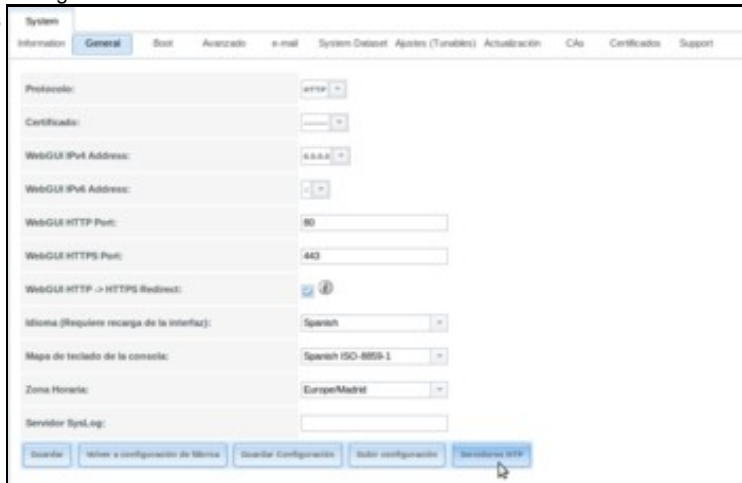 System
Information General Boot Avanzado e-mail System Dataset Ajustes (Tunables) Actualización CAs Certificados Support
Protocolo: HTTP
Certificado: --------
WebGUI IPv4 Address: 0.0.0.0
WebGUI IPv6 Address: ::
WebGUI HTTP Port: 80
WebGUI HTTPS Port: 443
WebGUI HTTP -> HTTPS Redirect:
Idioma (Requiere recarga de la interfaz): Spanish
Mapa de teclado de la consola: Spanish ISO-8859-1
Zona Horaria: Europe/Madrid
Servidor SysLog:
Guardar Volver a configuración de fábrica Guardar Configuración Subir configuración Servidores NTP